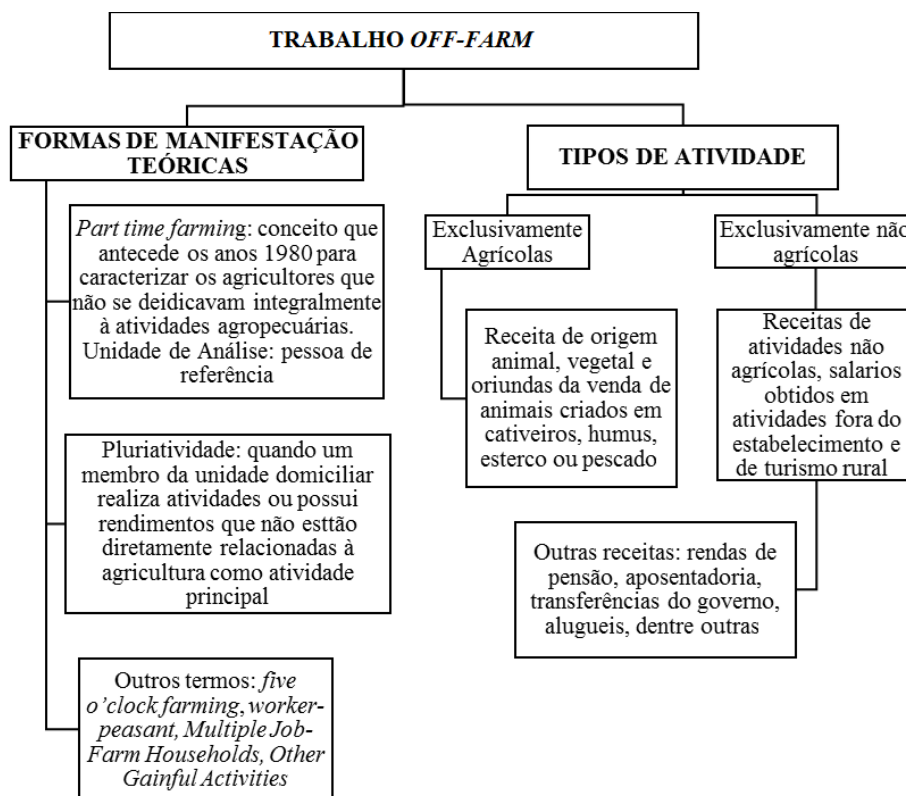 TRABALHO OFF-FARM
FORMAS DE MANIFESTAÇÃO
TEÓRICAS
Part time farming: conceito que
antecede os anos 1980 para
caracterizar os agricultores que
não se deidicavam integralmente
à atividades agropecuárias.
Unidade de Análise: pessoa de
referência
Pluriatividade: quando um
membro da unidade domiciliar
realiza atividades ou possui
rendimentos que não esttão
diretamente relacionadas à
agricultura como atividade
principal
Outros termos: five
o’clock farming, worker-
peasant, Multiple Job-
Farm Households, Other
Gainful Activities
TIPOS DE ATIVIDADE
Exclusivamente
Agrícolas
Receita de origem
animal, vegetal e
oriundas da venda de
animais criados em
cativeiros, humus,
esterco ou pescado
Exclusivamente não
agrícolas
Receitas de
atividades não
agrícolas, salarios
obtidos em
atividades fora do
estabelecimento e
de turismo rural
Outras receitas: rendas de
pensão, aposentadoria,
transferências do governo,
alugueis, dentre outras